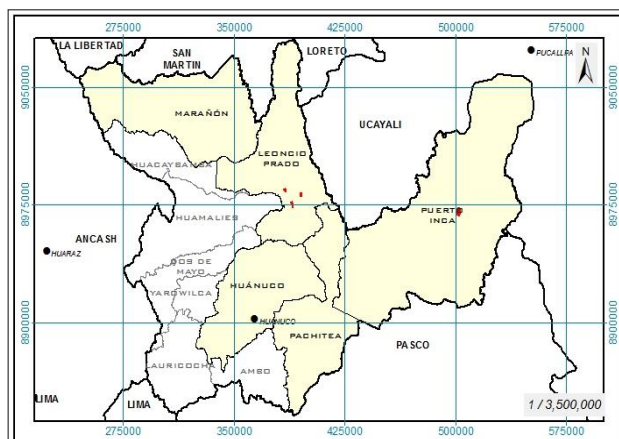 275000 350000 425000 500000 575000
LA LIBERTAD
SAN
MARTIN
LORETO
PUCALLPA
N
9050000
9050000
MARAÑÓN
UCAYALI
LEONCIO
PRADO
HUACAYBAMBA
8975000
8975000
HUAMALIES
PUERTO
INCA
ANCASH
HUARAZ
DOS DE
MAYO
YAROWILCA
HUÁNUCO
HUÁNUCO
8900000
8900000
PACHITEA
PASCO
LAURICOCHA
AMBO
LIMA
LIMA
1 / 3,500,000
275000 350000 425000 500000 575000